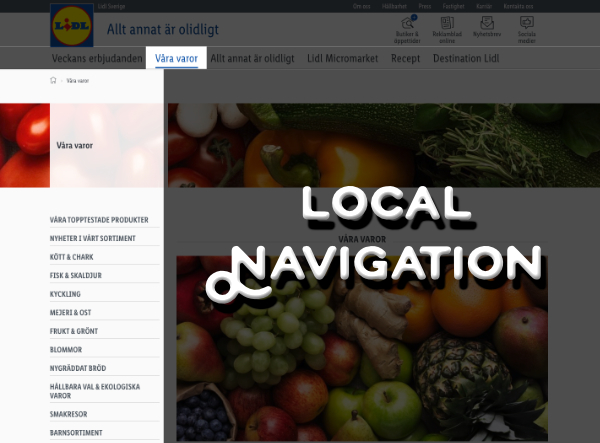 Lidl Sverige Om oss Hållbarhet Press Fastighet Karriär Kontakta oss
LIDL
Allt annat är olidligt
Butiker & öppettider
Reklamblad online
Nyhetsbrev
Sociala medier
Veckans erbjudanden Våra varor Allt annat är olidligt Lidl Micromarket Recept Destination Lidl
Våra varor
Våra varor
LOCAL
NAVIGATION
VÅRA VAROR
VÅRA TOPPTESTADE PRODUKTER
NYHETER I VÅRT SORTIMENT
KÖTT & CHARK
FISK & SKALDJUR
KYCKLING
MEJERI & OST
FRUKT & GRÖNT
BLOMMOR
NYGRÄDDAT BRÖD
HÅLLBARA VAL & EKOLOGISKA
VAROR
SMAKRESOR
BARNSORTIMENT